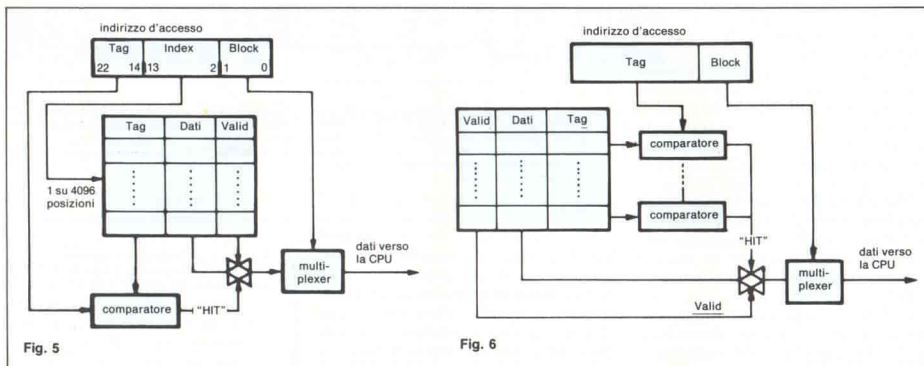 indirizzo d'accesso
Tag Index Block
22 14 13 2 1 0
Tag Dati Valid
1 su 4096
posizioni
comparatore
"HIT"
multi-
plexer
dati verso
la CPU
Fig. 5
indirizzo d'accesso
Tag Block
Valid Dati Tag
comparatore
comparatore
"HIT"
Valid
multi-
plexer
dati verso
la CPU
Fig. 6